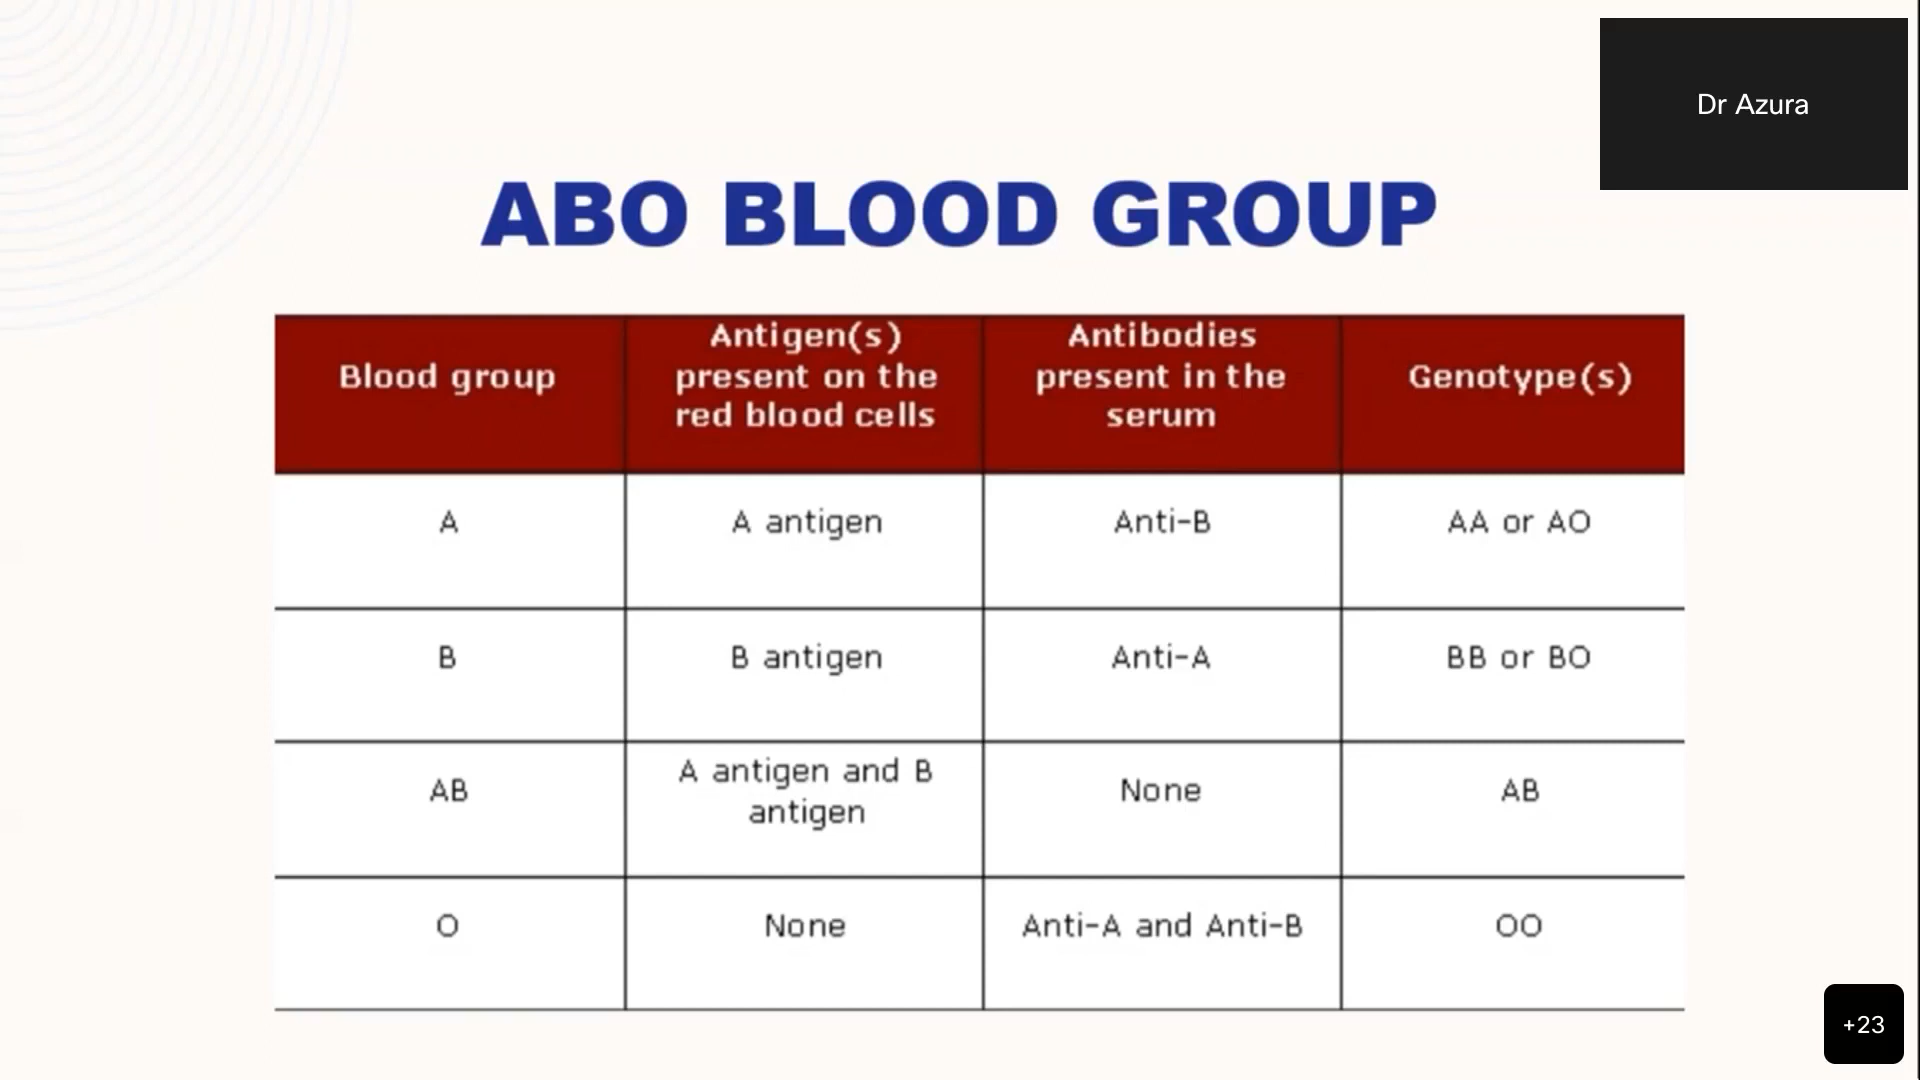 Dr Azura
ABO BLOOD GROUP
Blood group
Antigen(s)
present on the
red blood cells
Antibodies
present in the
serum
Genotype(s)
A
A antigen
Anti-B
AA or AO
B
B antigen
Anti-A
BB or BO
AB
A antigen and B
antigen
None
AB
O
None
Anti-A and Anti-B
OO
+23